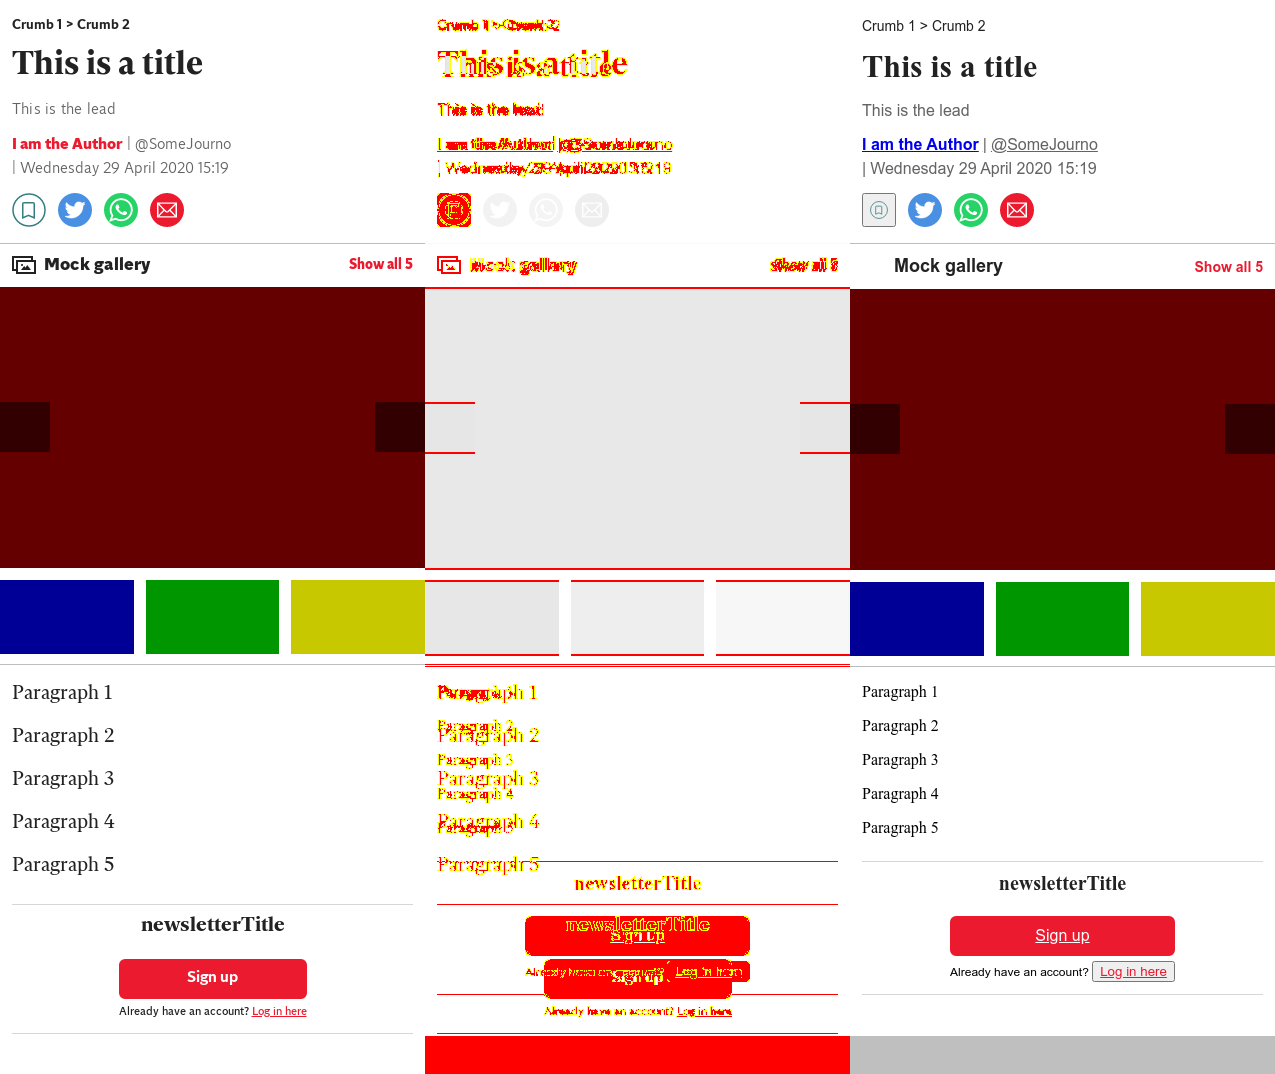 Crumb 1 > Crumb 2
This is a title
This is the lead
I am the Author | @SomeJourno
| Wednesday 29 April 2020 15:19
Mock gallery
Show all 5
Paragraph 1
Paragraph 2
Paragraph 3
Paragraph 4
Paragraph 5
newsletterTitle
Sign up
Already have an account? Log in here
Crumb 1 > Crumb 2
This is a title
This is the lead
I am the Author | @SomeJourno
| Wednesday 29 April 2020 15:19
Mock gallery
Show all 5
Paragraph 1
Paragraph 2
Paragraph 2
Paragraph 3
Paragraph 3
Paragraph 4
Paragraph 4
Paragraph 5
Paragraph 5
newsletterTitle
newsletterTitle
Sign up
Already have an account? Log in here
Sign up
Already have an account? Log in here
Crumb 1 > Crumb 2
This is a title
This is the lead
I am the Author | @SomeJourno
| Wednesday 29 April 2020 15:19
Mock gallery
Show all 5
Paragraph 1
Paragraph 2
Paragraph 3
Paragraph 4
Paragraph 5
newsletterTitle
Sign up
Already have an account? Log in here